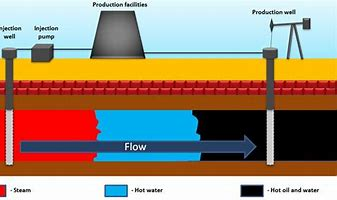 Production facilities
Production well
Injection
well
Injection
pump
Flow
- Steam
- Hot water
- Hot oil and water